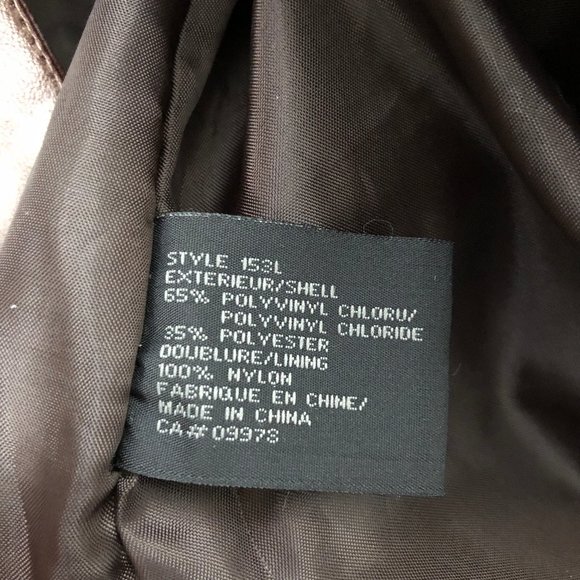 STYLE 153L
EXTERIEUR/SHELL
65% POLYVINYL CHLORU/
POLYVINYL CHLORIDE
35% POLYESTER
DOUBLURE/LINING
100% NYLON
FABRIQUE EN CHINE/
MADE IN CHINA
CA# 09973